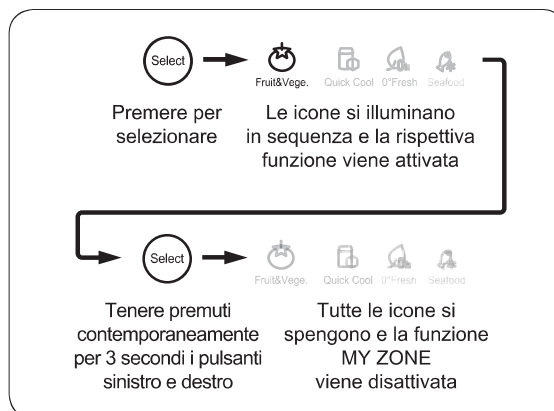 Select
Fruit&Vege. Quick Cool 0°Fresh Seafood
Premere per
selezionare
Le icone si illuminano
in sequenza e la rispettiva
funzione viene attivata
Select
Fruit&Vege. Quick Cool 0°Fresh Seafood
Tenere premuti
contemporaneamente
per 3 secondi i pulsanti
sinistro e destro
Tutte le icone si
spengono e la funzione
MY ZONE
viene disattivata